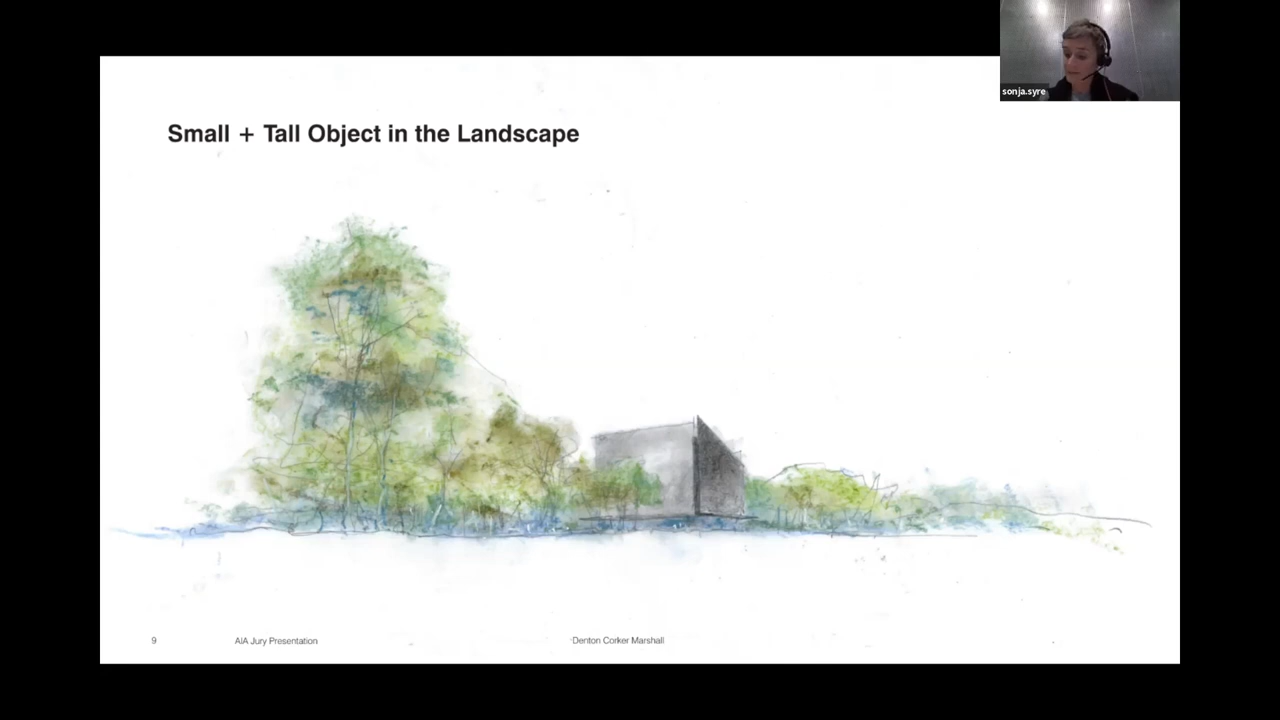 sonja.syre
Small + Tall Object in the Landscape
9 AIA Jury Presentation Denton Corker Marshall